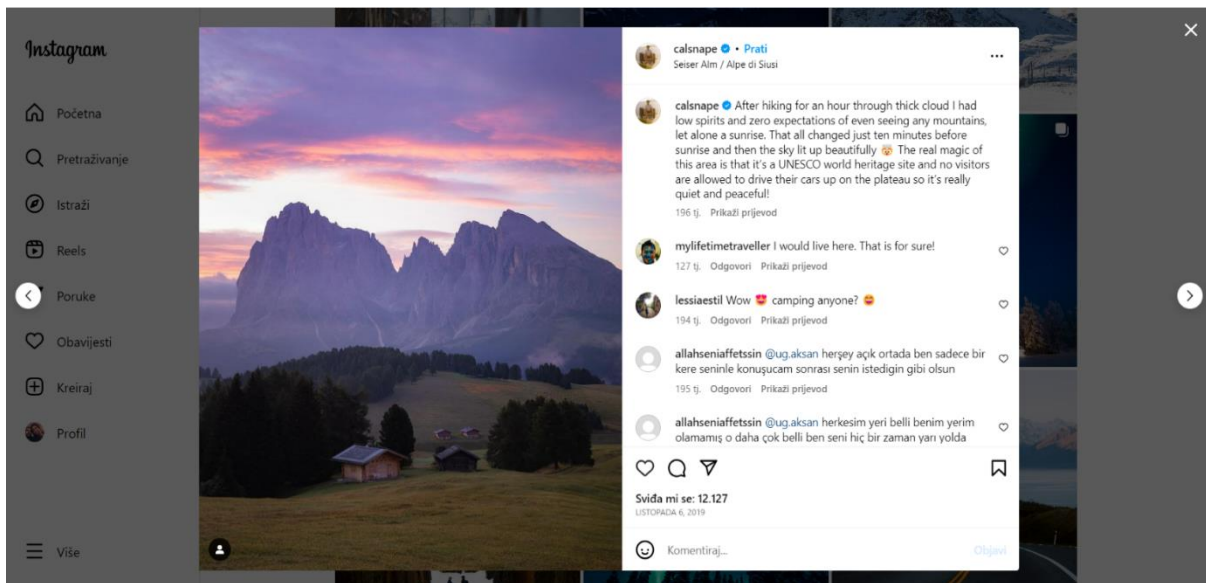 Instagram
Početna
Pretraživanje
Istraži
Reels
Poruke
Obavijesti
Kreiraj
Profil
Više
calsnape • Prati
Seiser Alm / Alpe di Siusi
calsnape After hiking for an hour through thick cloud I had
low spirits and zero expectations of even seeing any mountains,
let alone a sunrise. That all changed just ten minutes before
sunrise and then the sky lit up beautifully 🤯 The real magic of
this area is that it's a UNESCO world heritage site and no visitors
are allowed to drive their cars up on the plateau so it's really
quiet and peaceful!
196 tj. Prikaži prijevod
mylifetimetraveller I would live here. That is for sure!
127 tj. Odgovori Prikaži prijevod
lessiaestil Wow 😍 camping anyone? 😄
194 tj. Odgovori Prikaži prijevod
allahseniaffetssin @ug.aksan herşey açık ortada ben sadece bir
kere seninle konuşucam sonrası senin istedigin gibi olsun
195 tj. Odgovori Prikaži prijevod
allahseniaffetssin @ug.aksan herkesim yeri belli benim yerim
olamamış o daha çok belli ben seni hiç bir zaman yarı yolda
Sviđa mi se: 12.127
LISTOPADA 6, 2019
Komentiraj...
Objavi